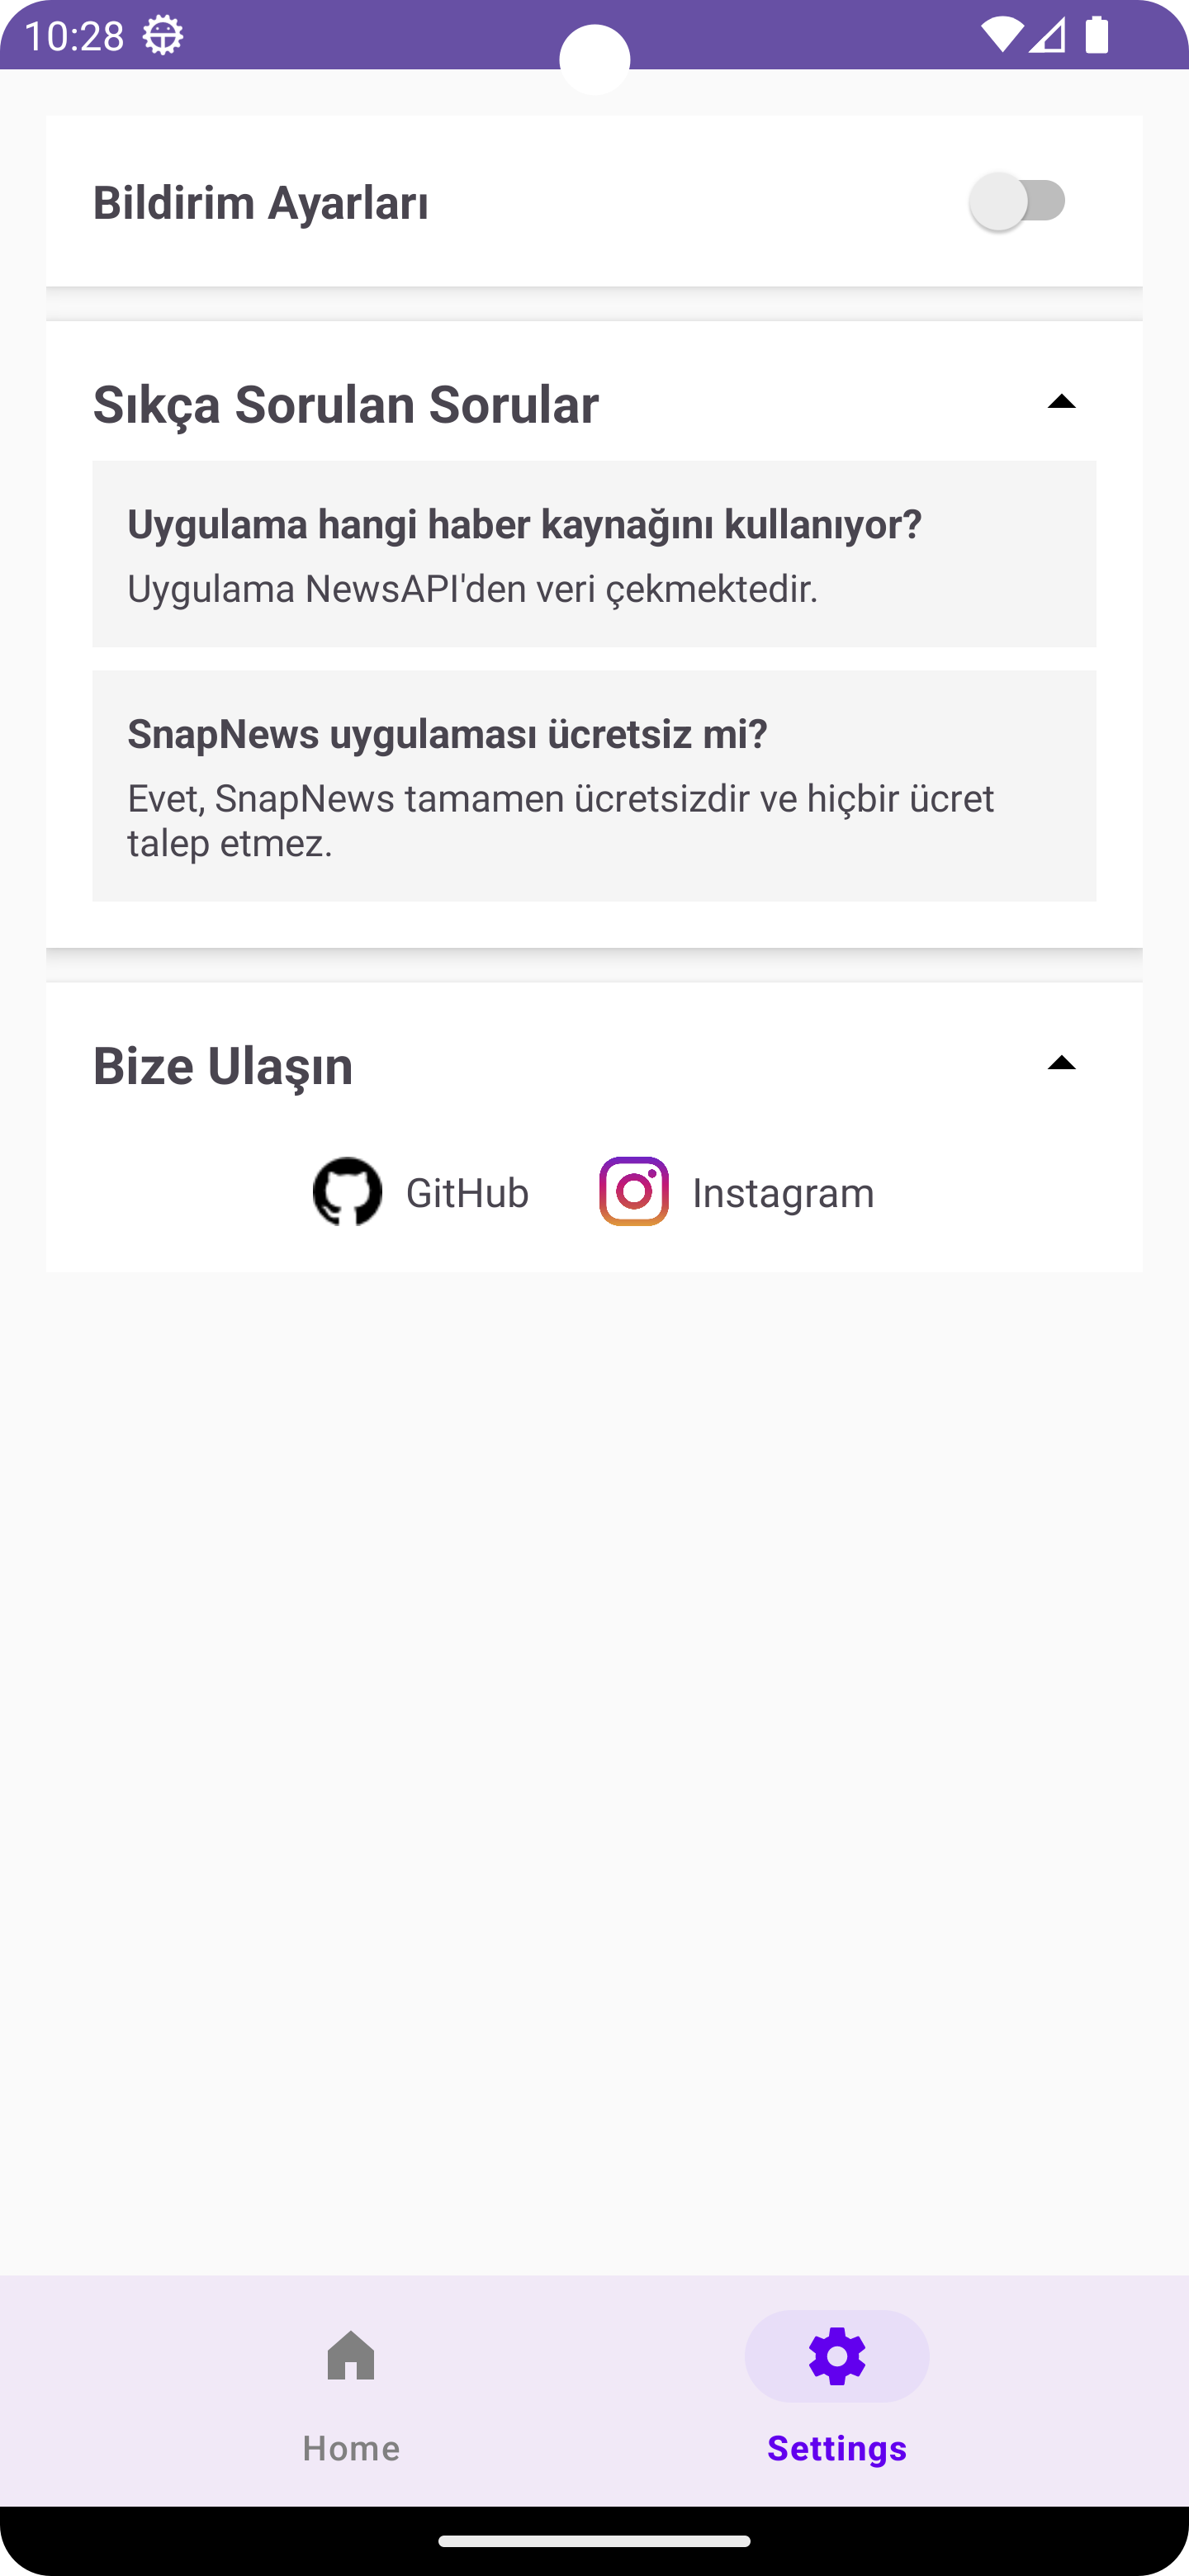 10:28
Bildirim Ayarları
Sıkça Sorulan Sorular
Uygulama hangi haber kaynağını kullanıyor?
Uygulama NewsAPI'den veri çekmektedir.
SnapNews uygulaması ücretsiz mi?
Evet, SnapNews tamamen ücretsizdir ve hiçbir ücret
talep etmez.
Bize Ulaşın
GitHub Instagram
Home Settings